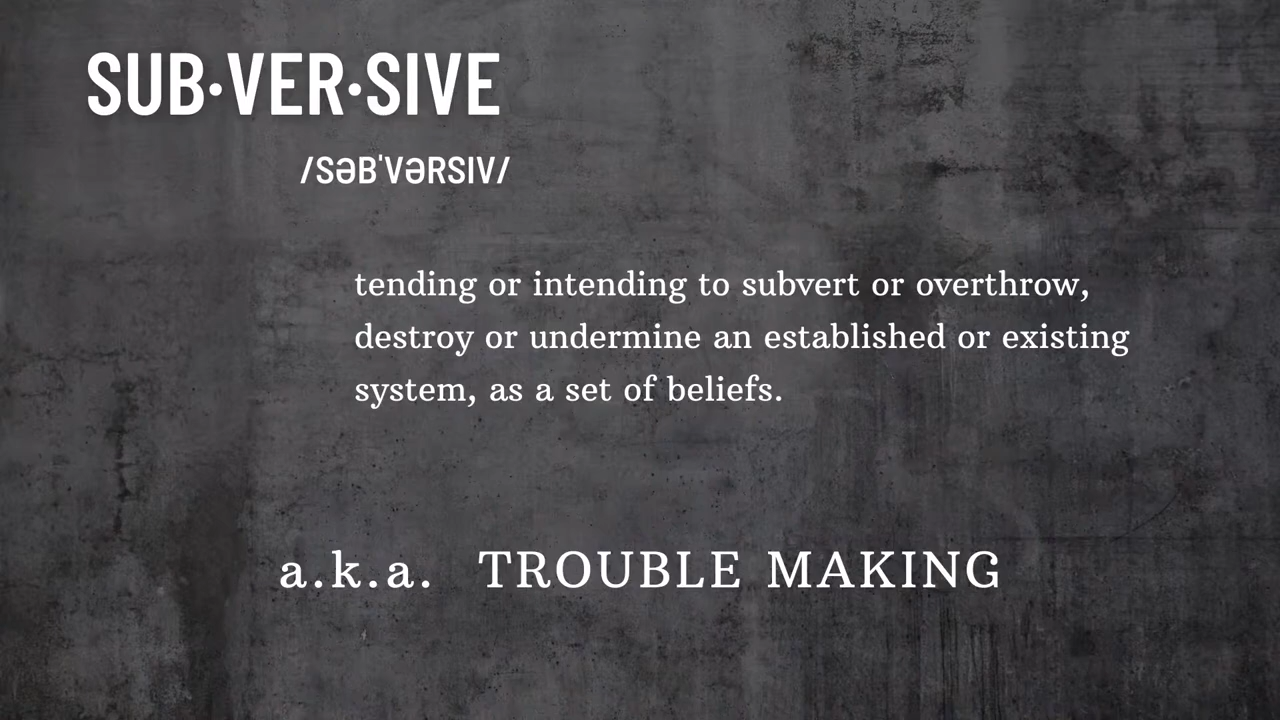 SUB·VER·SIVE
/SƏBˈVƏRSIV/
tending or intending to subvert or overthrow,
destroy or undermine an established or existing
system, as a set of beliefs.
a.k.a. TROUBLE MAKING